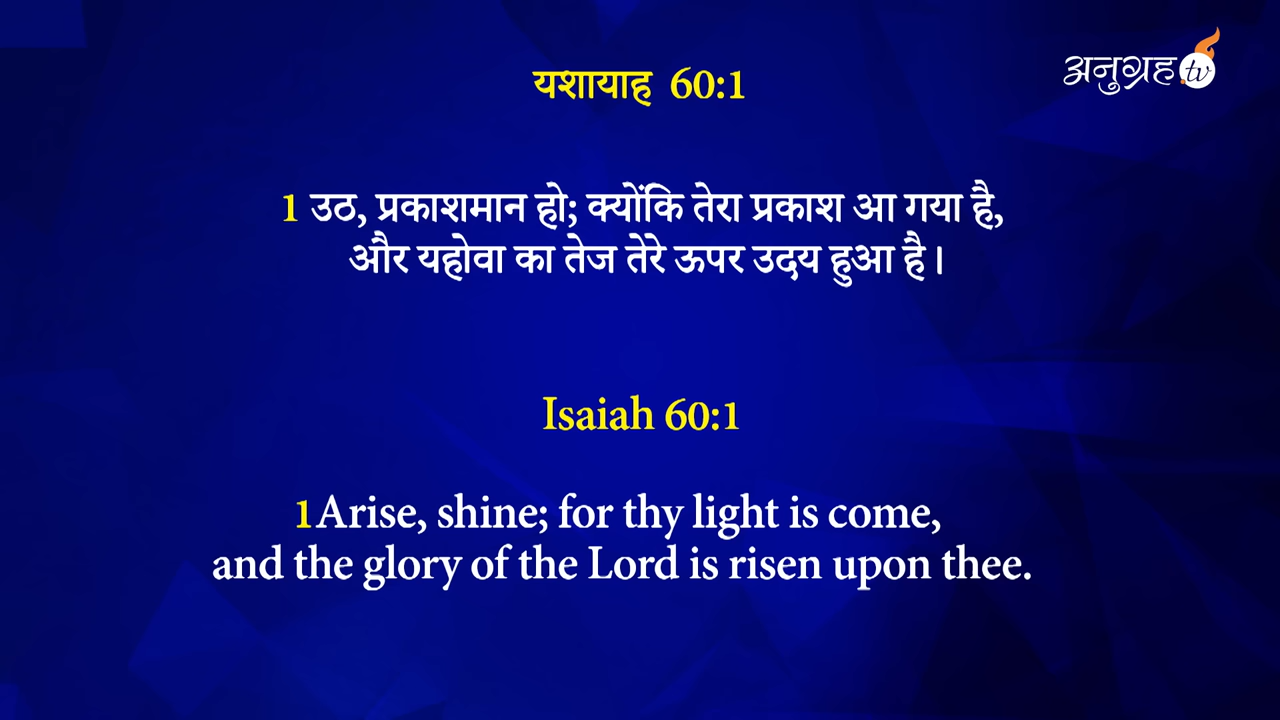 अनुग्रह.tv
यशायाह 60:1
1 उठ, प्रकाशमान हो; क्योंकि तेरा प्रकाश आ गया है,
और यहोवा का तेज तेरे ऊपर उदय हुआ है।
Isaiah 60:1
1Arise, shine; for thy light is come,
and the glory of the Lord is risen upon thee.